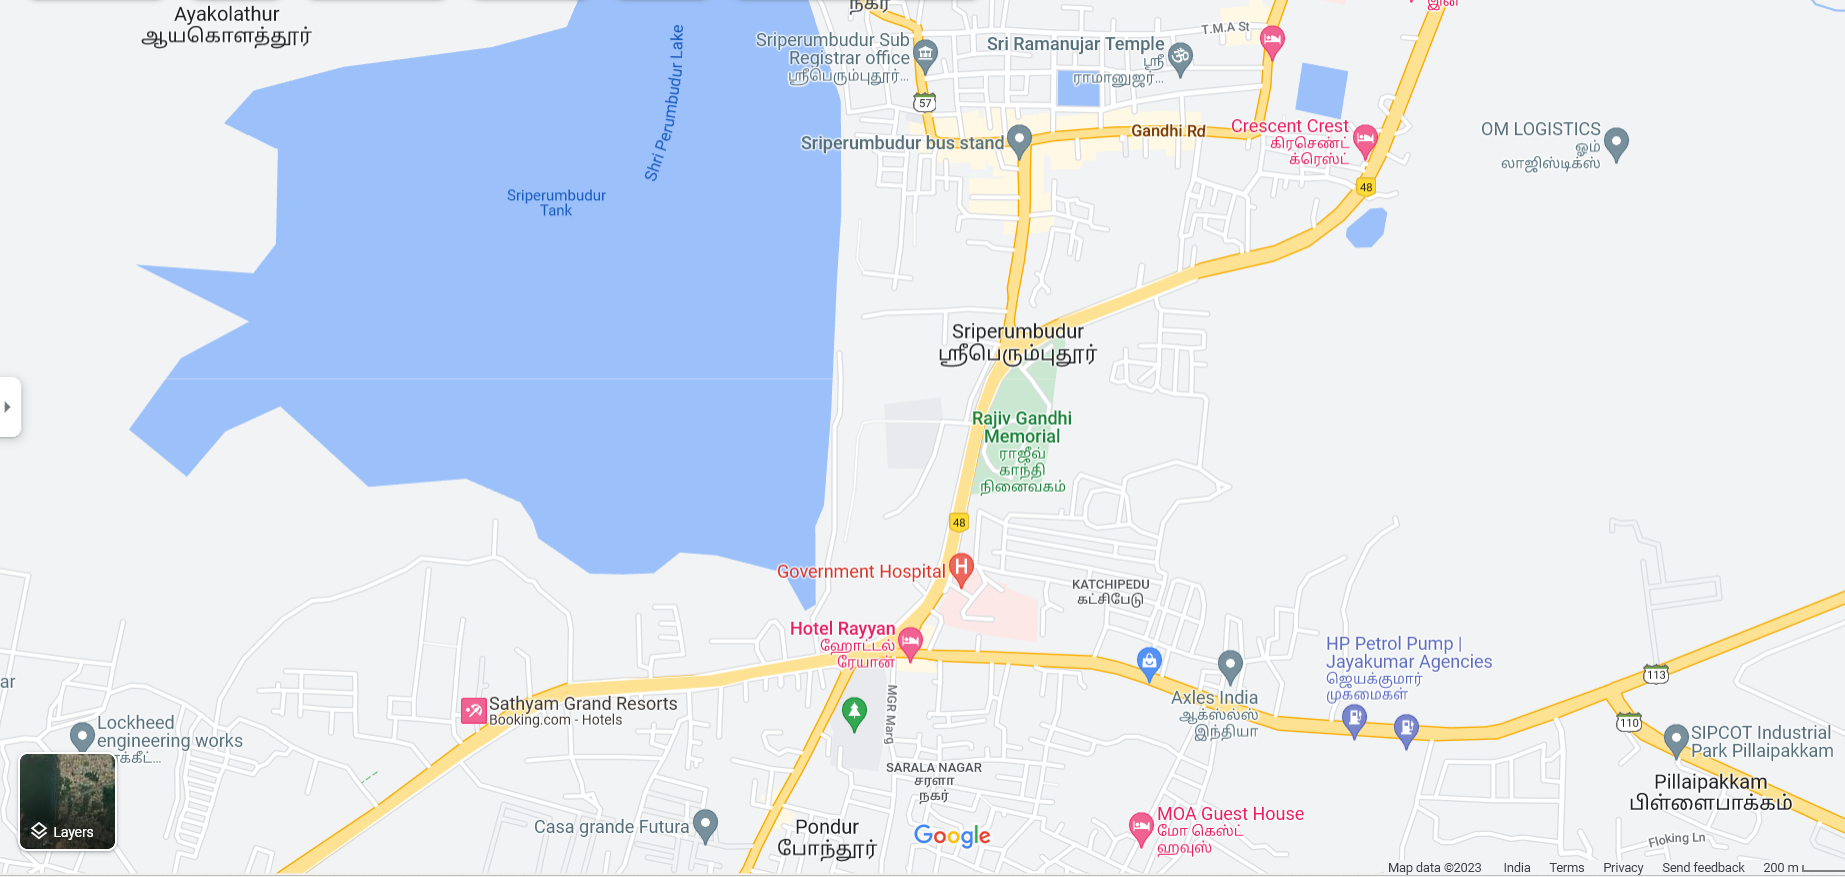 Ayakolathur
ஆயகொளத்தூர்
Shri Perumbudur Lake
Sriperumbudur
Tank
நகர்
இன்
Sriperumbudur Sub
Registrar office
ஸ்ரீபெரும்புதூர்...
57
Sri Ramanujar Temple
ஸ்ரீ
ராமானுஜர்...
T.M.A St
Sriperumbudur bus stand
Gandhi Rd
Crescent Crest
கிரசெண்ட்
க்ரெஸ்ட்
48
OM LOGISTICS
ஓம்
லாஜிஸ்டிக்ஸ்
Sriperumbudur
ஸ்ரீபெரும்புதூர்
Rajiv Gandhi
Memorial
ராஜீவ்
காந்தி
நினைவகம்
48
Government Hospital
H
KATCHIPEDU
கட்சிபேடு
Hotel Rayyan
ஹோட்டல்
ரேயான்
HP Petrol Pump |
Jayakumar Agencies
ஜெயக்குமார்
முகமைகள்
113
110
Axles India
ஆக்ஸ்லஸ்
இந்தியா
ar
Sathyam Grand Resorts
Booking.com - Hotels
MGR Marg
Lockheed
engineering works
SIPCOT Industrial
Park Pillaipakkam
SARALA NAGAR
சரளா
நகர்
Pillaipakkam
பிள்ளைபாக்கம்
Casa grande Futura
Pondur
போந்தூர்
Google
MOA Guest House
மோ கெஸ்ட்
ஹவுஸ்
Floking Ln
Layers
Map data ©2023
India
Terms
Privacy
Send feedback
200 m